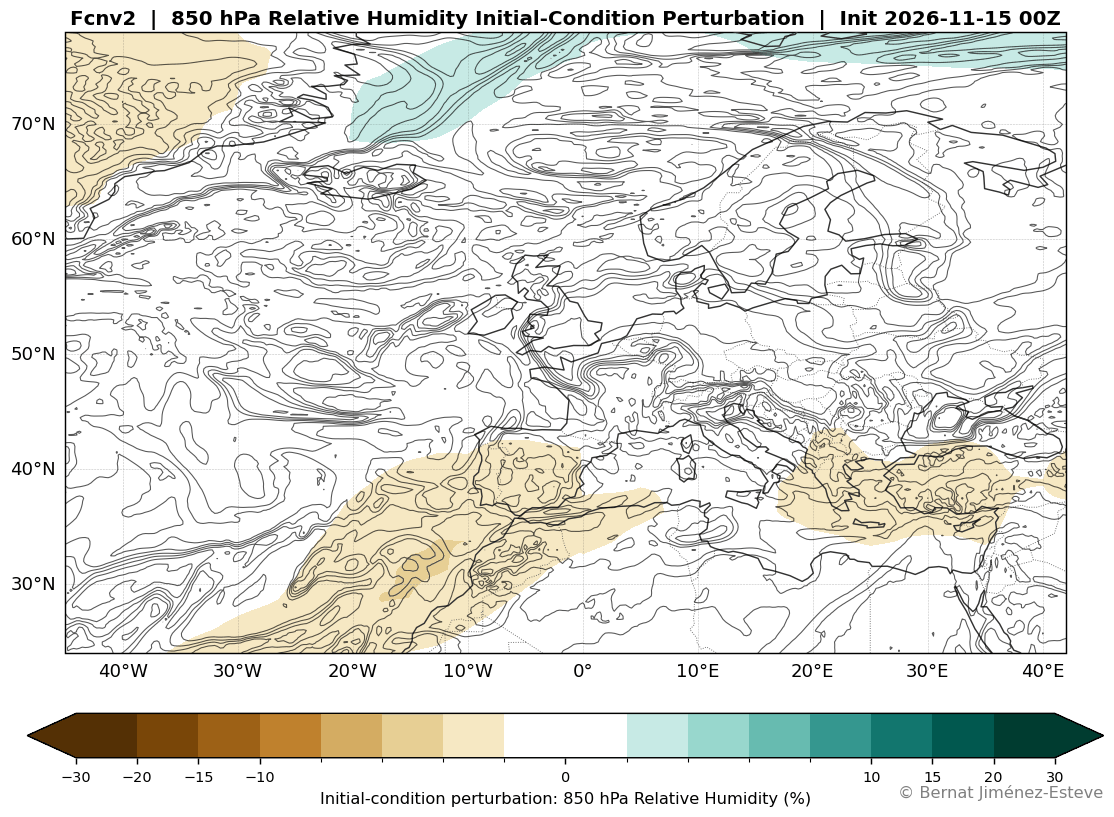 Fcnv2 | 850 hPa Relative Humidity Initial-Condition Perturbation | Init 2026-11-15 00Z
70°N
60°N
50°N
40°N
30°N
40°W 30°W 20°W 10°W 0° 10°E 20°E 30°E 40°E
−30 −20 −15 −10 0 10 15 20 30
Initial-condition perturbation: 850 hPa Relative Humidity (%)
© Bernat Jiménez-Esteve